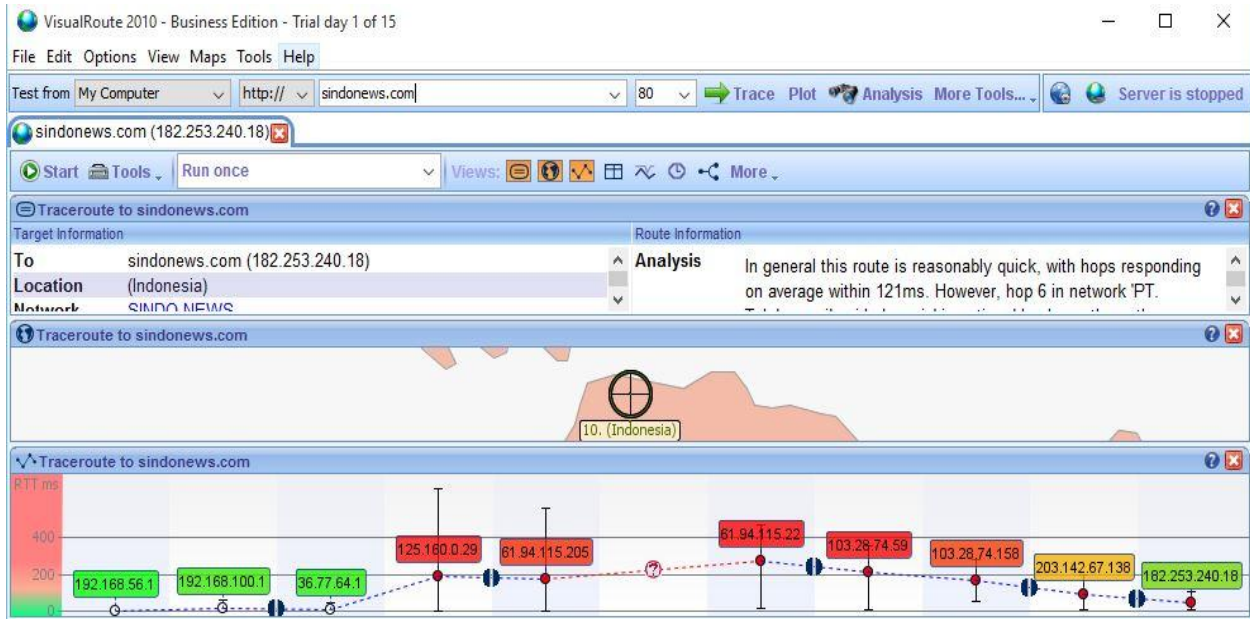 VisualRoute 2010 - Business Edition - Trial day 1 of 15
File Edit Options View Maps Tools Help
Test from My Computer http:// sindonews.com 80 Trace Plot Analysis More Tools... Server is stopped
sindonews.com (182.253.240.18)
Start Tools Run once Views: More
Traceroute to sindonews.com
Target Information
To sindonews.com (182.253.240.18)
Location (Indonesia)
Network SINDO NEWS
Route Information
Analysis In general this route is reasonably quick, with hops responding
on average within 121ms. However, hop 6 in network 'PT.
Traceroute to sindonews.com
10. (Indonesia)
Traceroute to sindonews.com
RTT ms
400
200
0
192.168.56.1
192.168.100.1
36.77.64.1
125.160.0.29
61.94.115.205
?
61.94.115.22
103.28.74.59
103.28.74.158
203.142.67.138
182.253.240.18